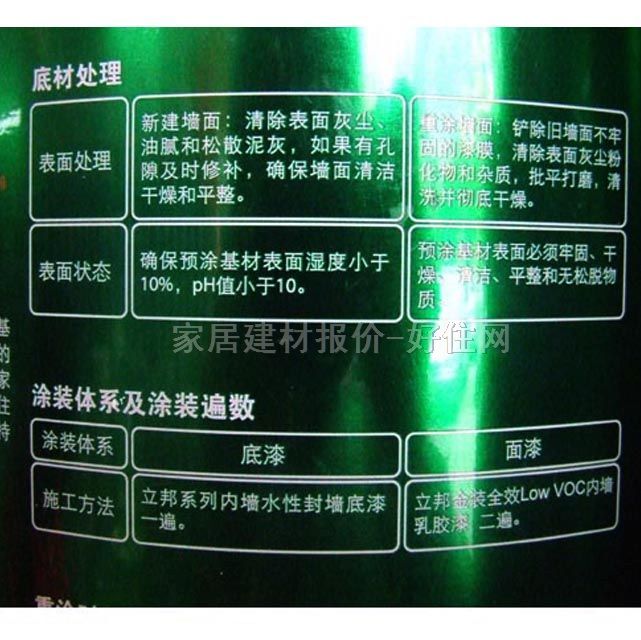 底材处理
表面处理
新建墙面：清除表面灰尘、
油腻和松散泥灰，如果有孔
隙及时修补，确保墙面清洁
干燥和平整。
重涂墙面：铲除旧墙面不牢
固的漆膜，清除表面灰尘粉
化物和杂质，批平打磨，清
洗并彻底干燥。
表面状态
确保预涂基材表面湿度小于
10%，pH值小于10。
预涂基材表面必须牢固、干
燥、清洁、平整和无松脱物
质。
家居建材报价-好住网
基
的
家
住
特
涂装体系及涂装遍数
涂装体系
底漆
面漆
施工方法
立邦系列内墙水性封墙底漆
一遍。
立邦金装全效Low VOC内墙
乳胶漆 二遍。